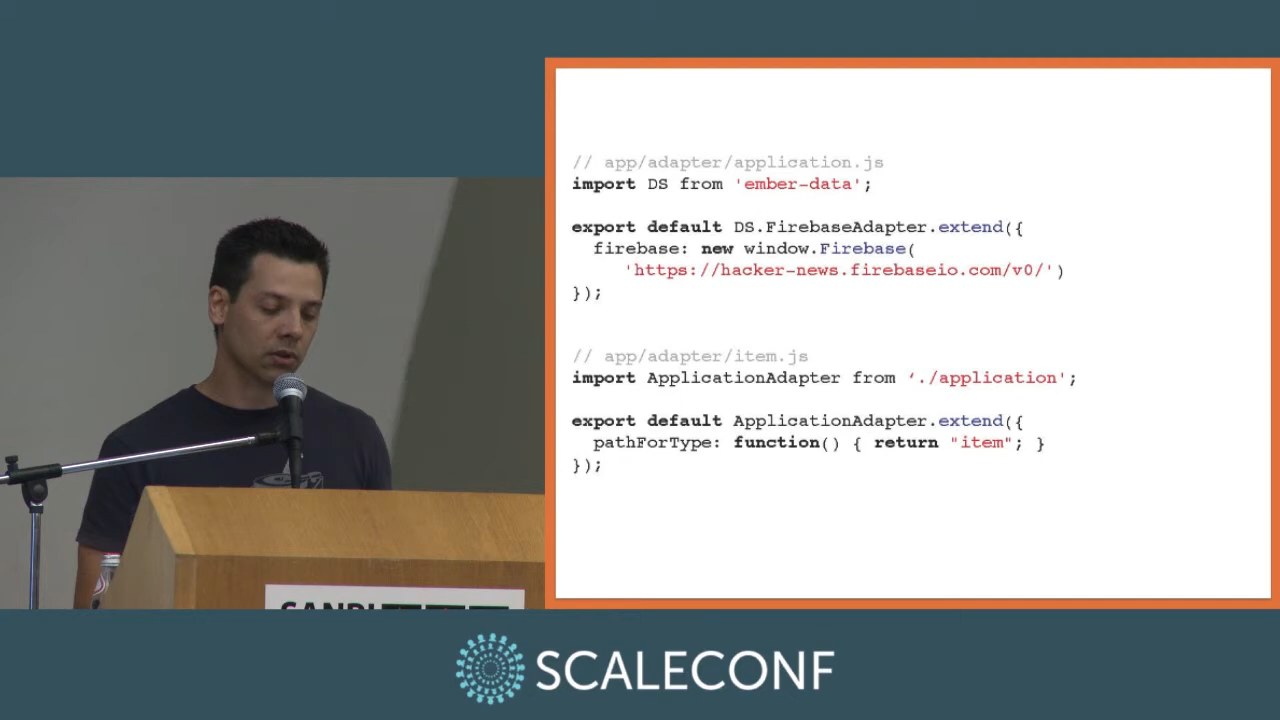 // app/adapter/application.js
import DS from 'ember-data';
export default DS.FirebaseAdapter.extend({
firebase: new window.Firebase(
'https://hacker-news.firebaseio.com/v0/')
});
// app/adapter/item.js
import ApplicationAdapter from ‘./application';
export default ApplicationAdapter.extend({
pathForType: function() { return "item"; }
});
SCALECONF